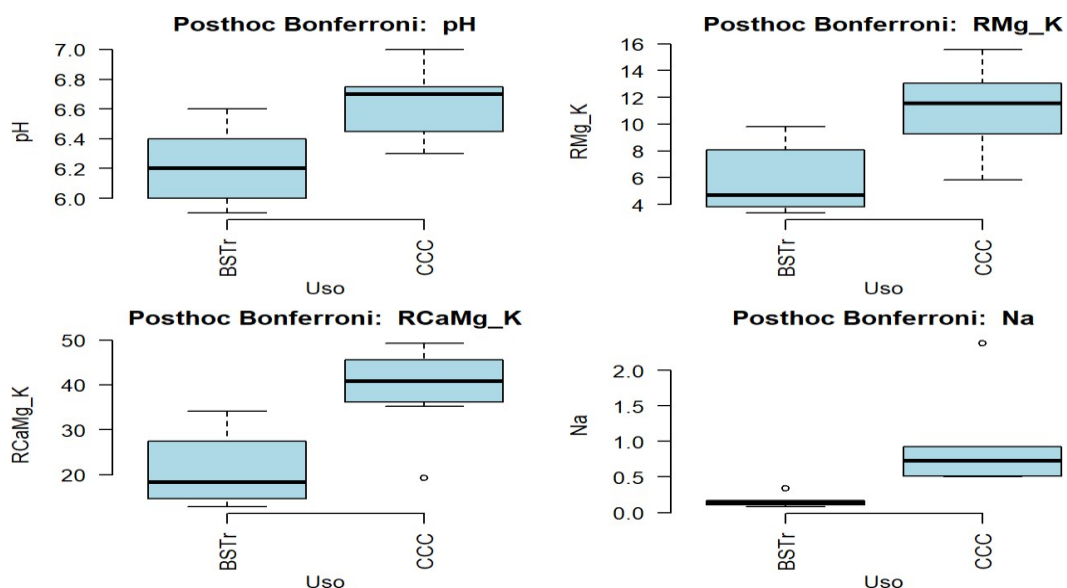 Posthoc Bonferroni: pH
pH
7.0
6.8
6.6
6.4
6.2
6.0
BSTr
CCC
Uso
Posthoc Bonferroni: RMg_K
RMg_K
16
14
12
10
8
6
4
BSTr
CCC
Uso
Posthoc Bonferroni: RCaMg_K
RCaMg_K
50
40
30
20
BSTr
CCC
Uso
Posthoc Bonferroni: Na
Na
2.0
1.5
1.0
0.5
0.0
BSTr
CCC
Uso